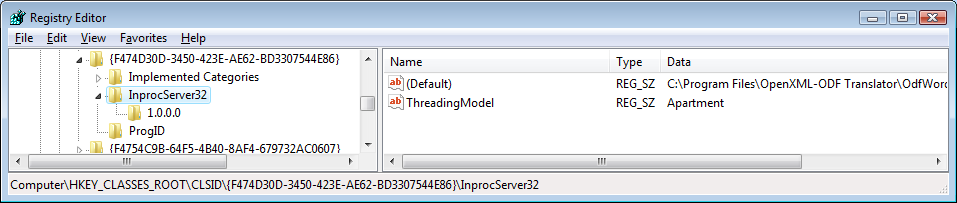 Registry Editor
File Edit View Favorites Help
{F474D30D-3450-423E-AE62-BD3307544E86}
Implemented Categories
InprocServer32
1.0.0.0
ProgID
{F4754C9B-64F5-4B40-8AF4-679732AC0607}
Name Type Data
(Default) REG_SZ C:\Program Files\OpenXML-ODF Translator\OdfWord
ThreadingModel REG_SZ Apartment
Computer\HKEY_CLASSES_ROOT\CLSID\{F474D30D-3450-423E-AE62-BD3307544E86}\InprocServer32